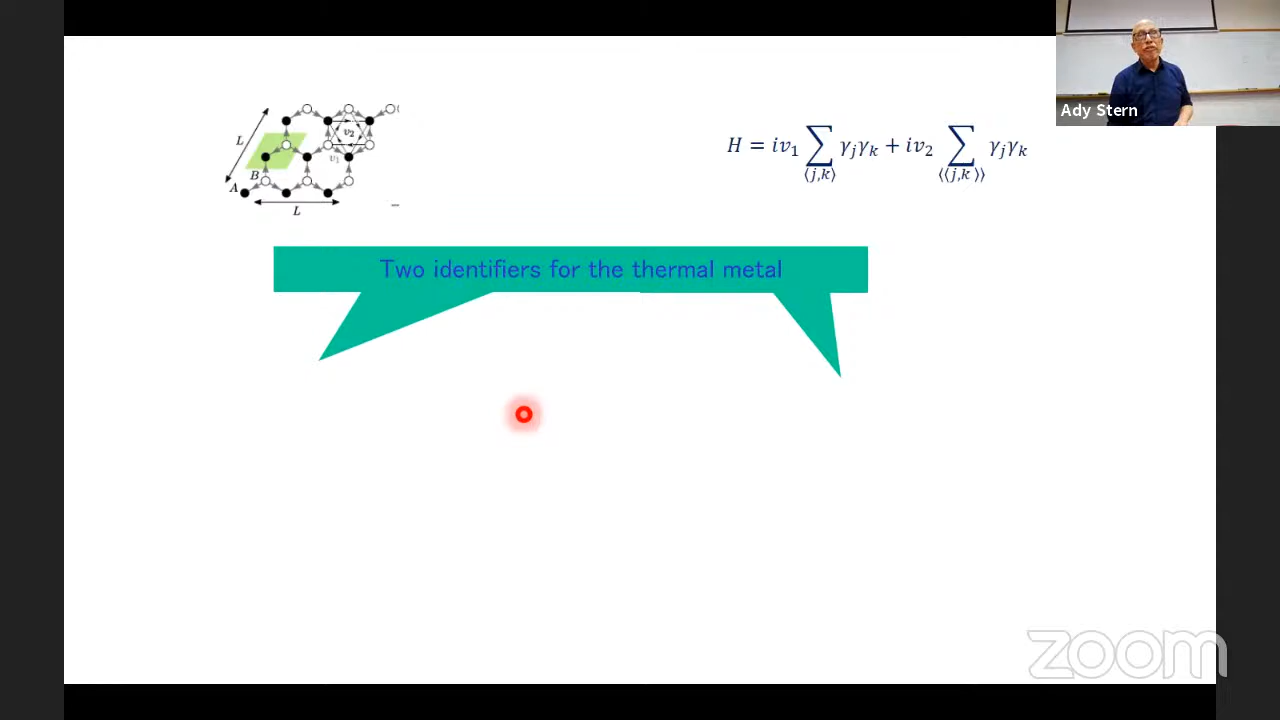 Ady Stern
L
v₂
v₁
B
A
L
H = iv₁ ∑⟨j,k⟩ γⱼγₖ + iv₂ ∑⟨⟨j,k⟩⟩ γⱼγₖ
Two identifiers for the thermal metal
zoom